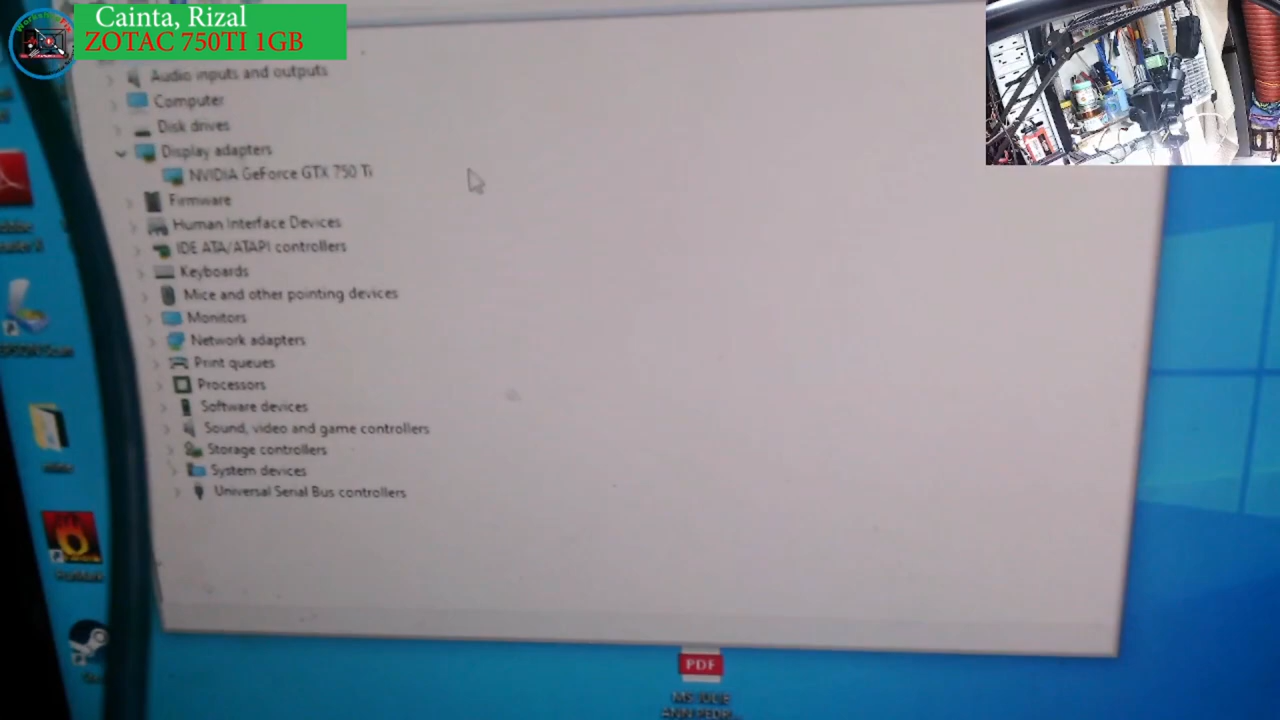 Cainta, Rizal
ZOTAC 750TI 1GB
Audio inputs and outputs
Computer
Disk drives
Display adapters
NVIDIA GeForce GTX 750 Ti
Firmware
Human Interface Devices
IDE ATA/ATAPI controllers
Keyboards
Mice and other pointing devices
Monitors
Network adapters
Print queues
Processors
Software devices
Sound, video and game controllers
Storage controllers
System devices
Universal Serial Bus controllers
PDF